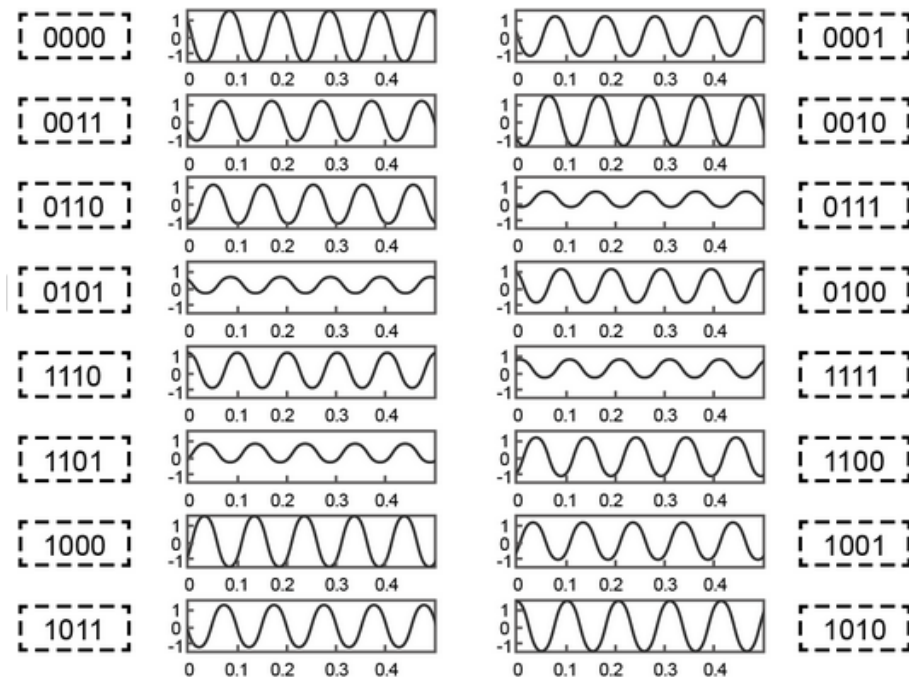 0000 1 0 -1 0 0.1 0.2 0.3 0.4
1 0 -1 0 0.1 0.2 0.3 0.4 0001
0011 1 0 -1 0 0.1 0.2 0.3 0.4
1 0 -1 0 0.1 0.2 0.3 0.4 0010
0110 1 0 -1 0 0.1 0.2 0.3 0.4
1 0 -1 0 0.1 0.2 0.3 0.4 0111
0101 1 0 -1 0 0.1 0.2 0.3 0.4
1 0 -1 0 0.1 0.2 0.3 0.4 0100
1110 1 0 -1 0 0.1 0.2 0.3 0.4
1 0 -1 0 0.1 0.2 0.3 0.4 1111
1101 1 0 -1 0 0.1 0.2 0.3 0.4
1 0 -1 0 0.1 0.2 0.3 0.4 1100
1000 1 0 -1 0 0.1 0.2 0.3 0.4
1 0 -1 0 0.1 0.2 0.3 0.4 1001
1011 1 0 -1 0 0.1 0.2 0.3 0.4
1 0 -1 0 0.1 0.2 0.3 0.4 1010